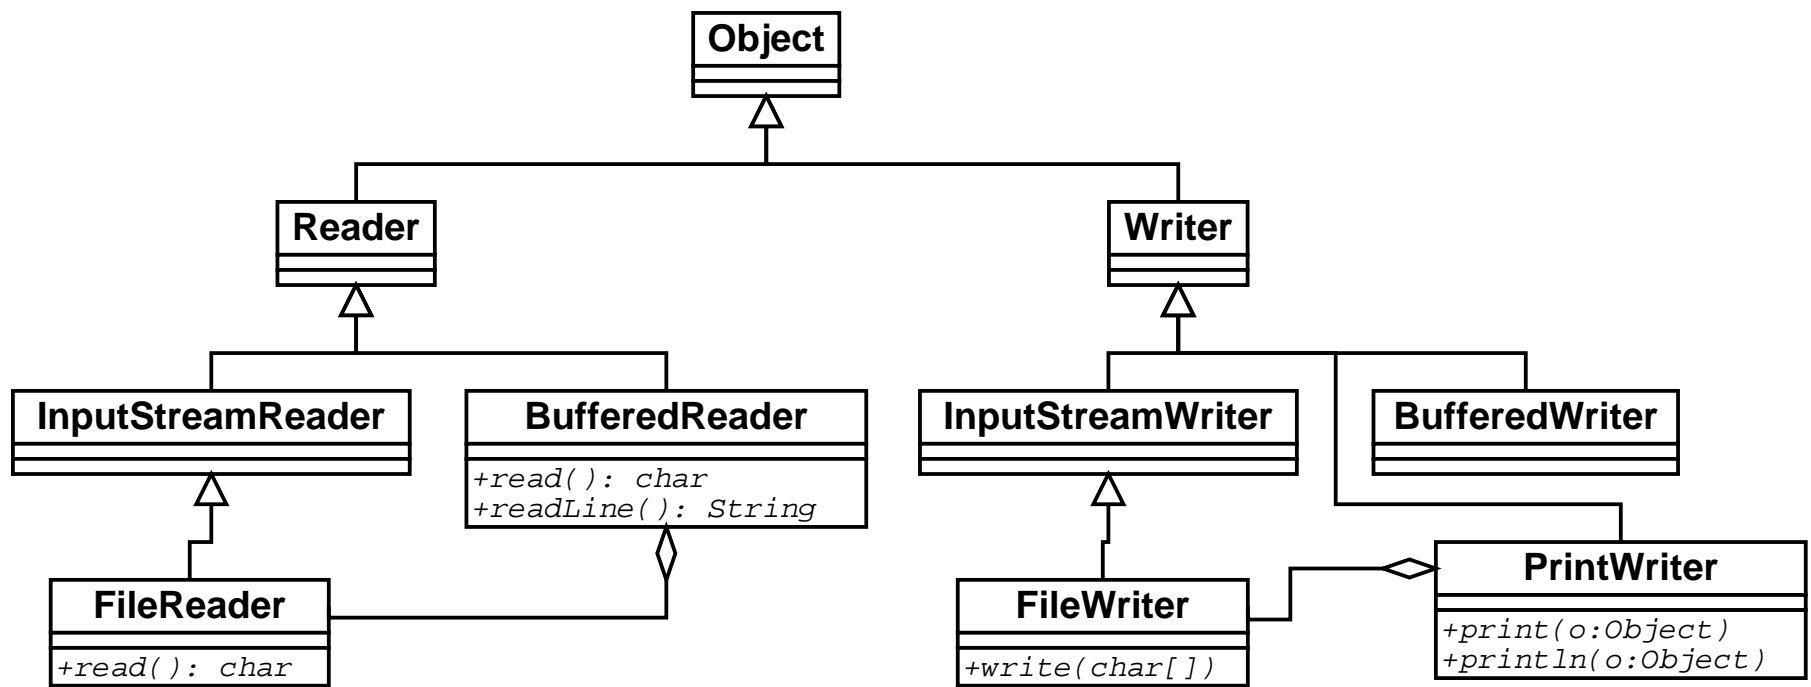 Object
Reader
Writer
InputStreamReader
BufferedReader
+read(): char
+readLine(): String
InputStreamWriter
BufferedWriter
FileReader
+read(): char
FileWriter
+write(char[])
PrintWriter
+print(o:Object)
+println(o:Object)